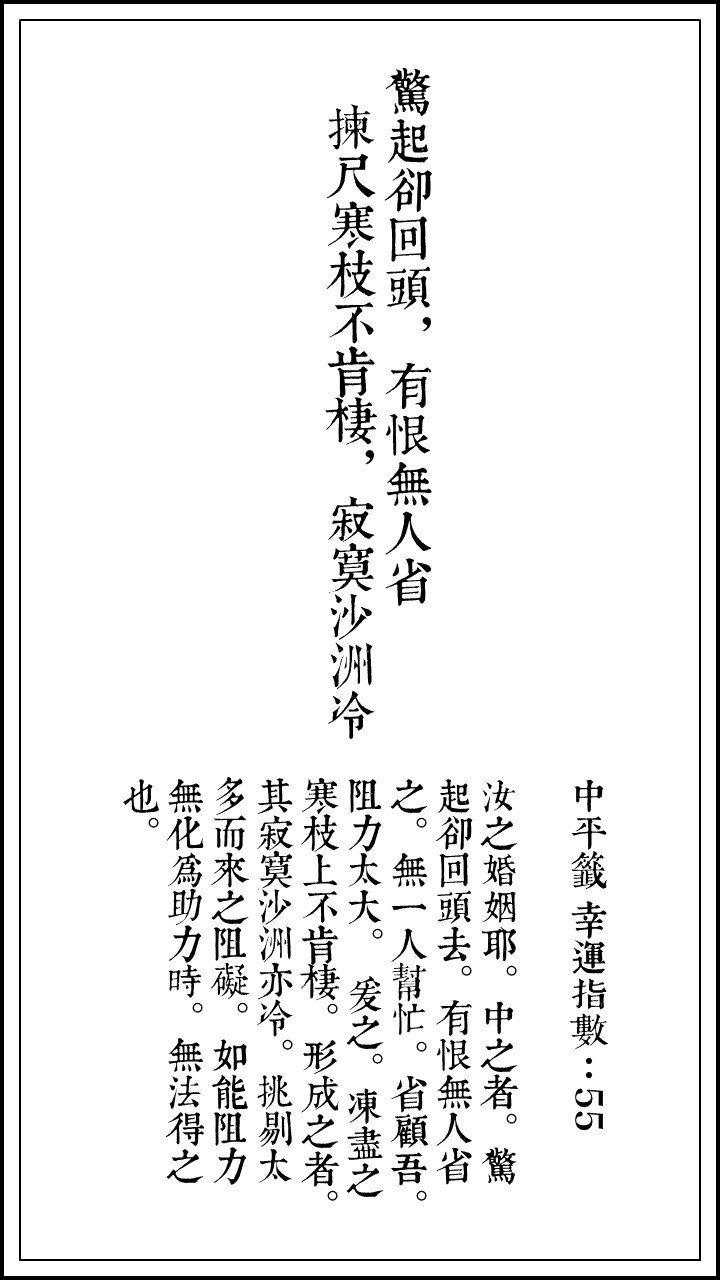 驚起卻回頭，有恨無人省
揀尺寒枝不肯棲，寂寞沙洲冷
中平籤 幸運指數：55
汝之婚姻耶。中之者。驚
起卻回頭去。有恨無人省
之。無一人幫忙。省顧吾。
阻力太大。爰之。凍盡之
寒枝上不肯棲。形成之者。
其寂寞沙洲亦冷。挑剔太
多而來之阻礙。如能阻力
無化為助力時。無法得之
也。